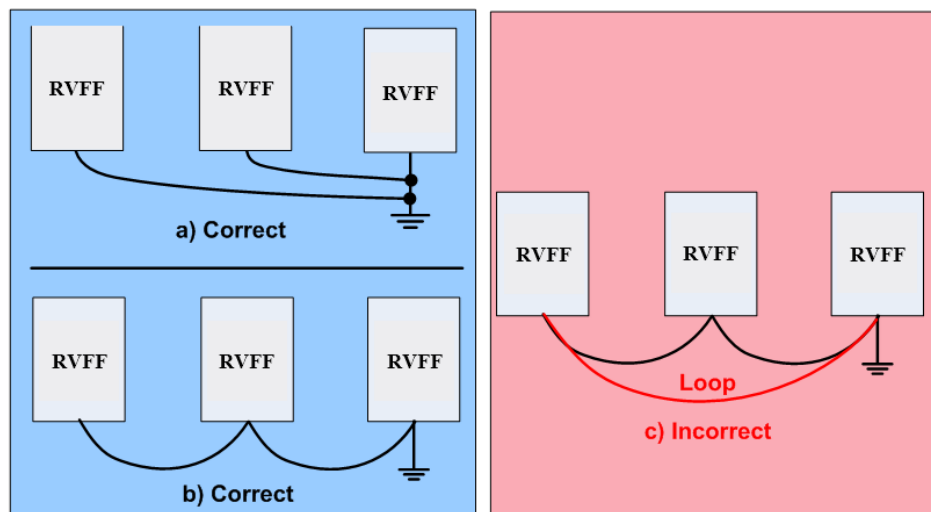 RVFF RVFF RVFF
a) Correct
RVFF RVFF RVFF
b) Correct
RVFF RVFF RVFF
Loop
c) Incorrect